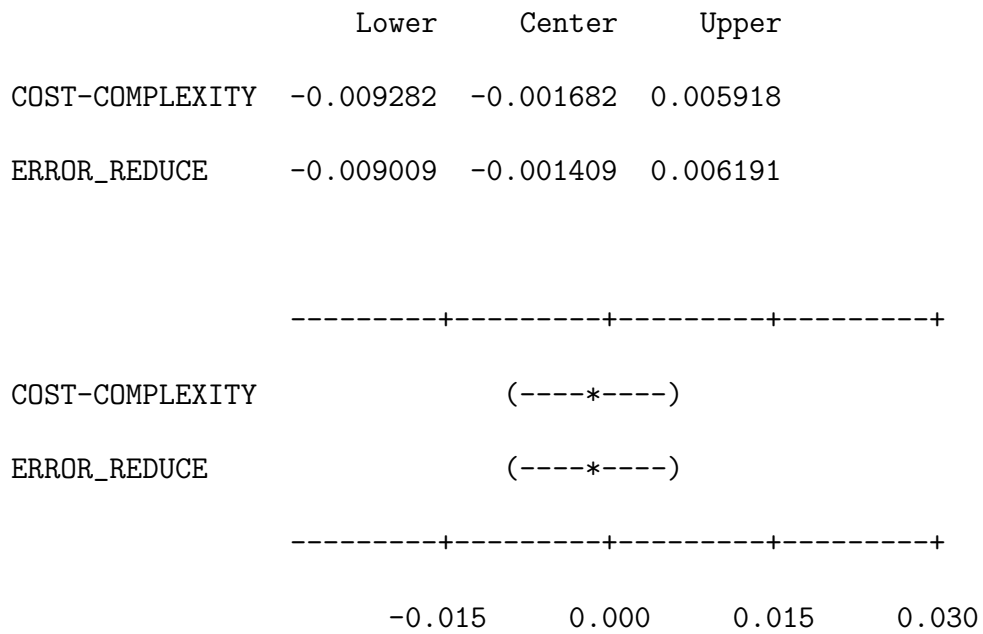 Lower Center Upper
COST-COMPLEXITY -0.009282 -0.001682 0.005918
ERROR_REDUCE -0.009009 -0.001409 0.006191
---------+---------+---------+---------+
COST-COMPLEXITY (----*----)
ERROR_REDUCE (----*----)
---------+---------+---------+---------+
-0.015 0.000 0.015 0.030